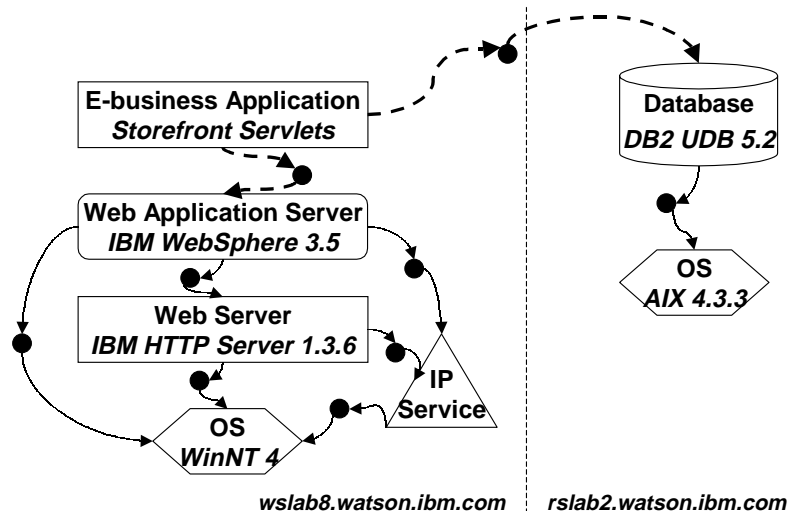 E-business Application
Storefront Servlets
Database
DB2 UDB 5.2
Web Application Server
IBM WebSphere 3.5
OS
AIX 4.3.3
Web Server
IBM HTTP Server 1.3.6
IP
Service
OS
WinNT 4
wslab8.watson.ibm.com
rslab2.watson.ibm.com